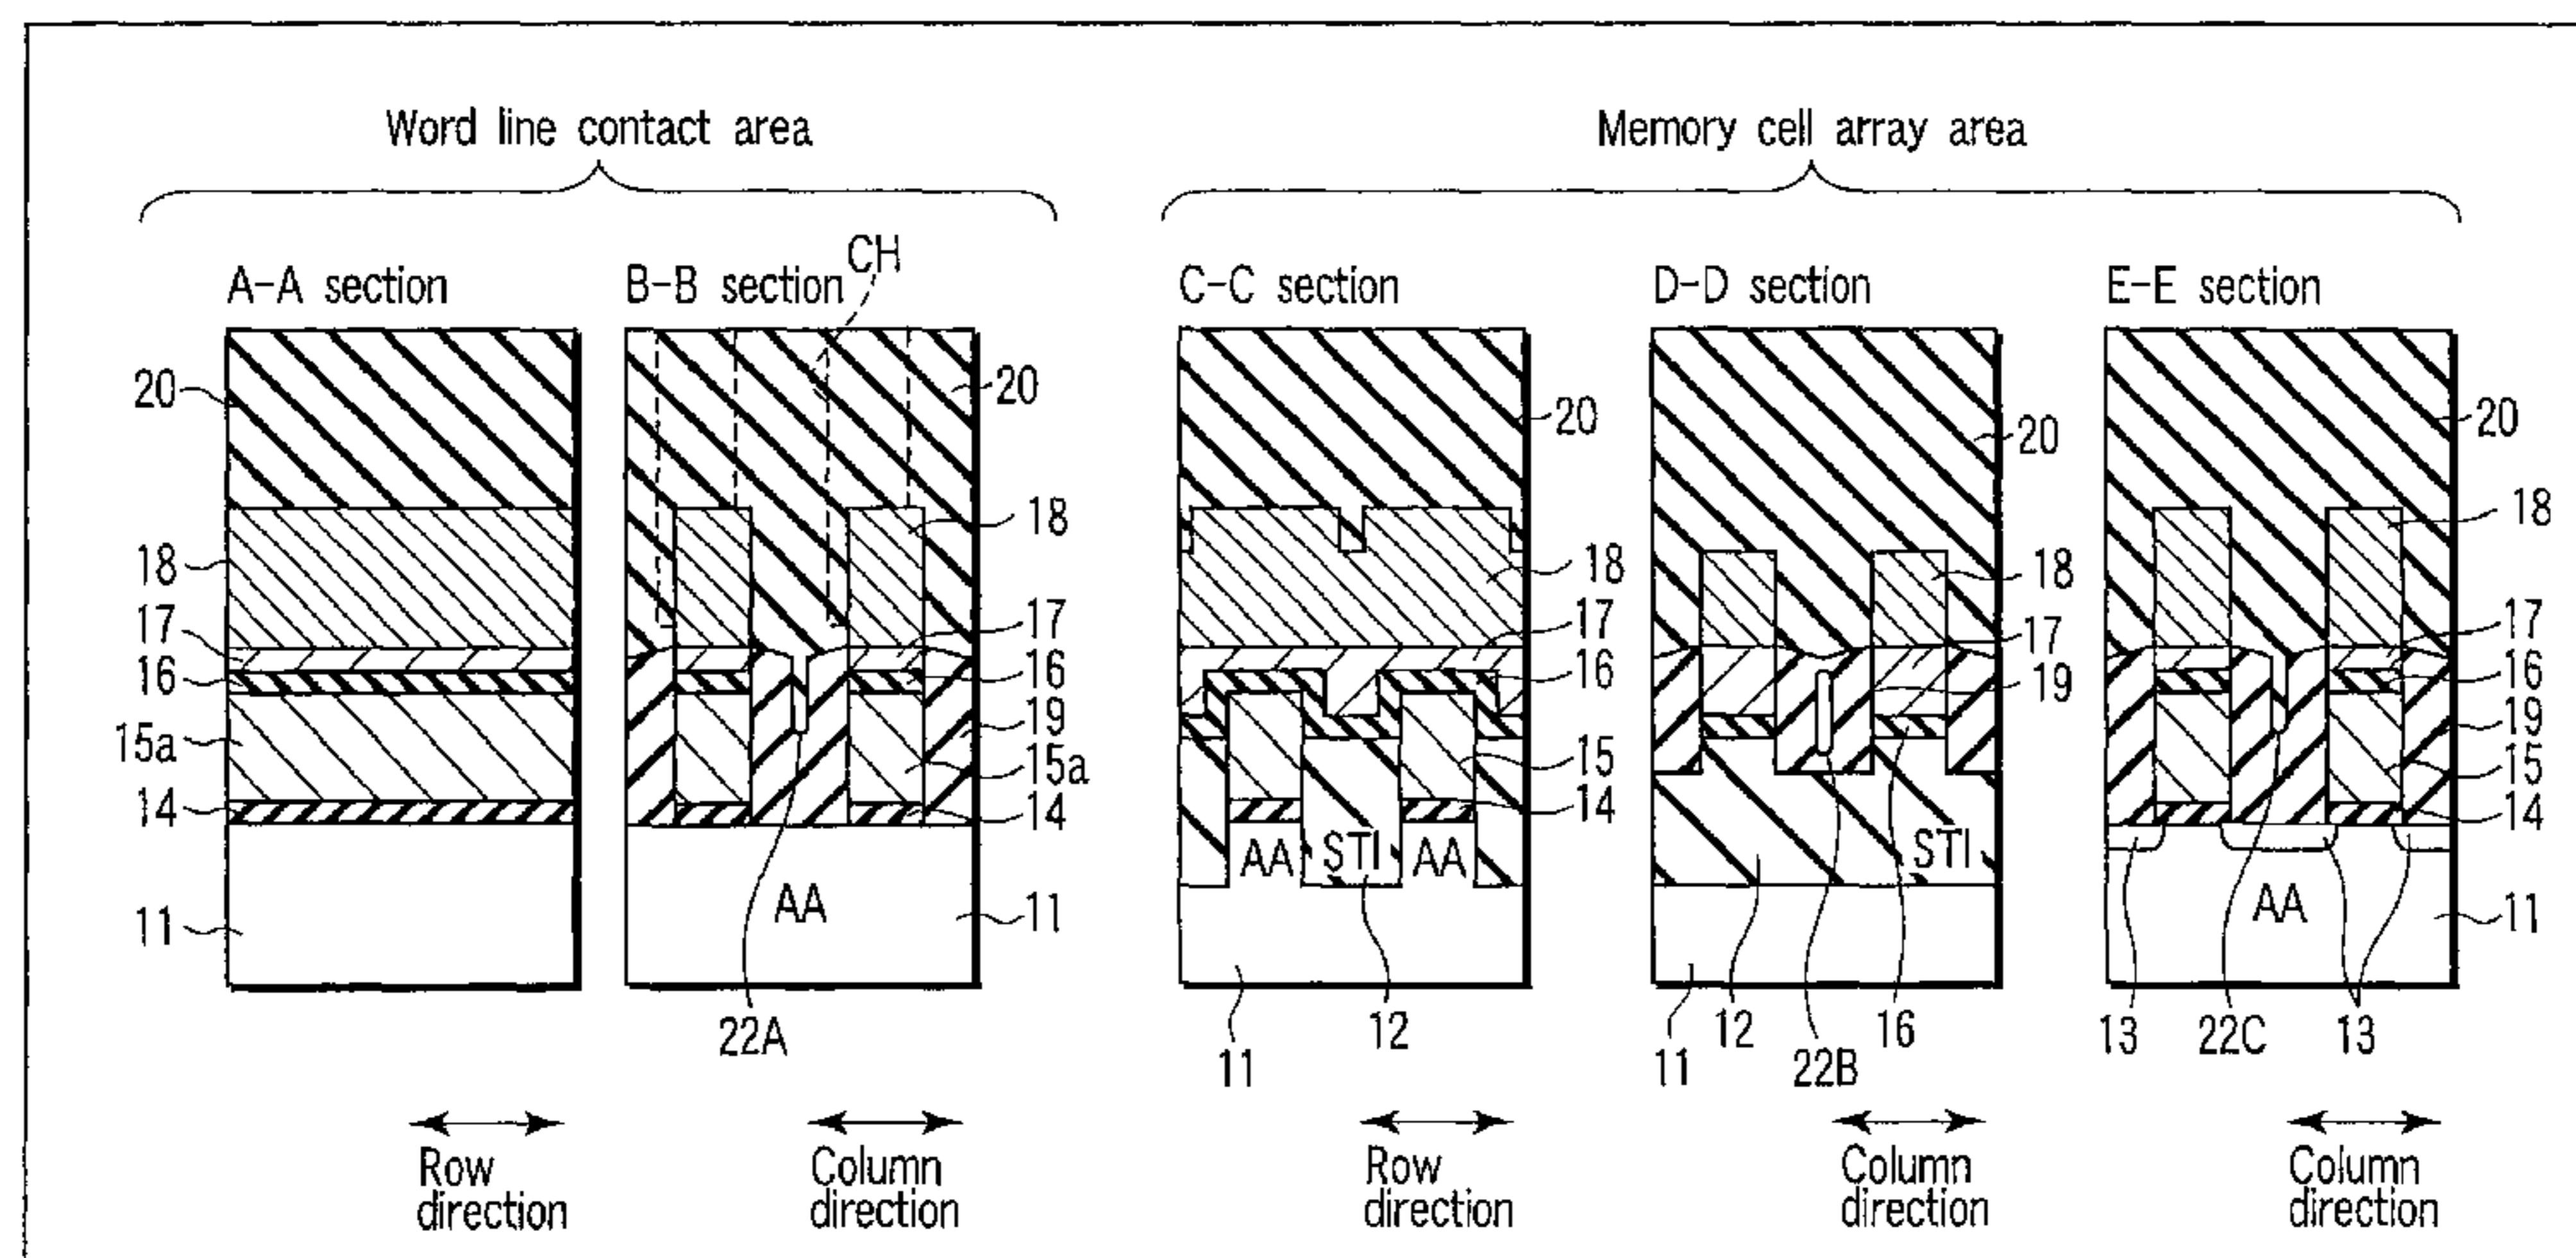 Word line contact area
Memory cell array area
CH
A-A section
B-B section
C-C section
D-D section
E-E section
20
20
20
20
20
18
18
18
18
18
17
17
17
17
17
16
16
16
16
15a
19
15a
19
15
19
15
14
14
14
14
AA
STI
AA
STI
11
AA
11
AA
11
22A
11
12
11
12
22B
16
13
22C
13
Row
direction
Column
direction
Row
direction
Column
direction
Column
direction